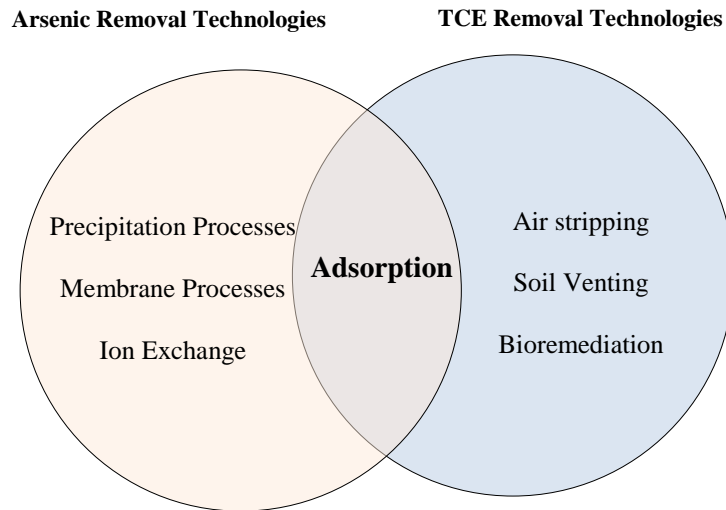 Arsenic Removal Technologies
TCE Removal Technologies
Precipitation Processes
Membrane Processes
Ion Exchange
Adsorption
Air stripping
Soil Venting
Bioremediation